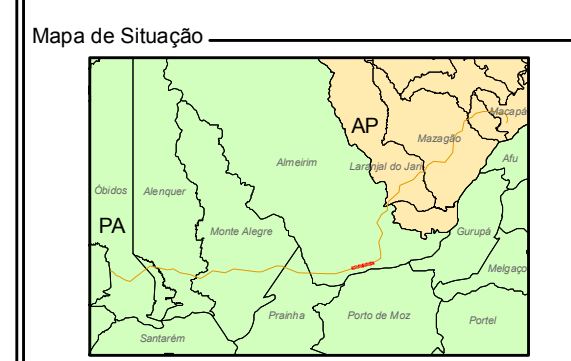 Mapa de Situação
Macapá
AP
Mazagão
Almeirim
Laranjal do Jari
Afu
Óbidos
Alenquer
PA
Monte Alegre
Gurupá
Melgaço
Prainha
Porto de Moz
Portel
Santarém